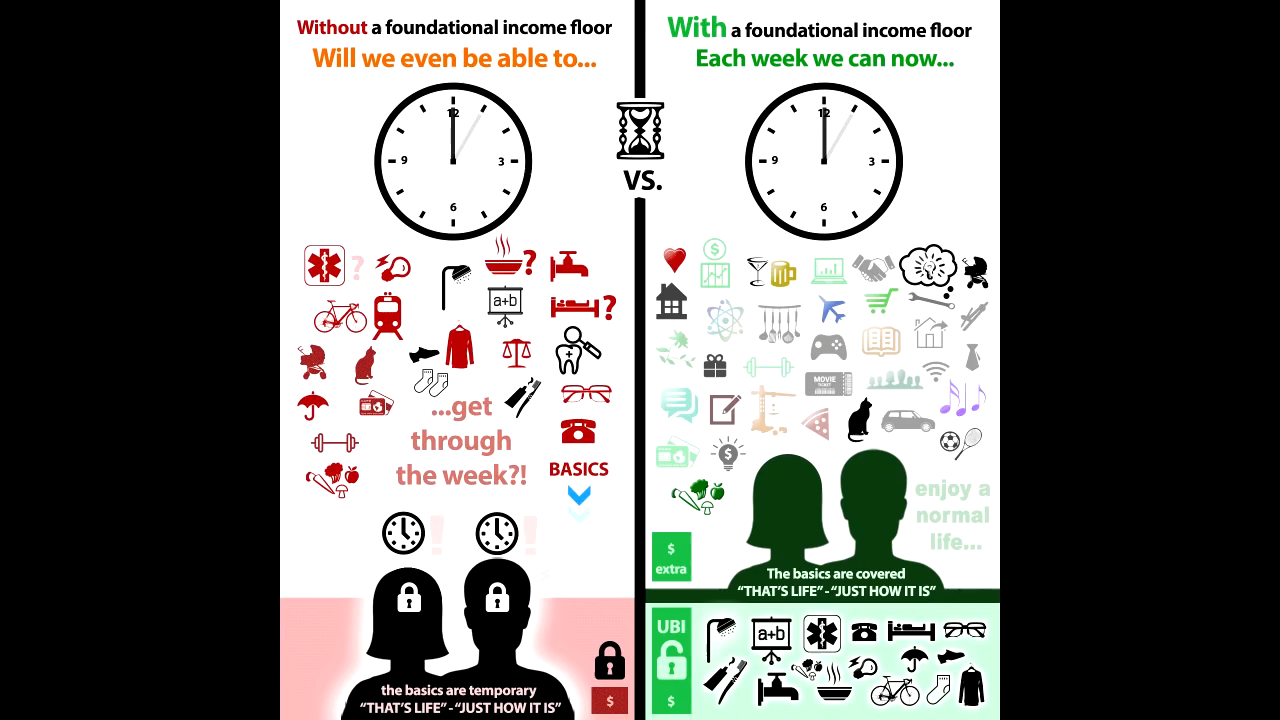 Without a foundational income floor
Will we even be able to...
12
9
3
6
?
?
a+b
?
...get
through
the week?!
BASICS
!
!
the basics are temporary
“THAT’S LIFE” - “JUST HOW IT IS”
$
VS.
With a foundational income floor
Each week we can now...
12
9
3
6
$
MOVIE
TICKET
$
enjoy a
normal
life...
$
extra
The basics are covered
“THAT’S LIFE” - “JUST HOW IT IS”
UBI
$
a+b